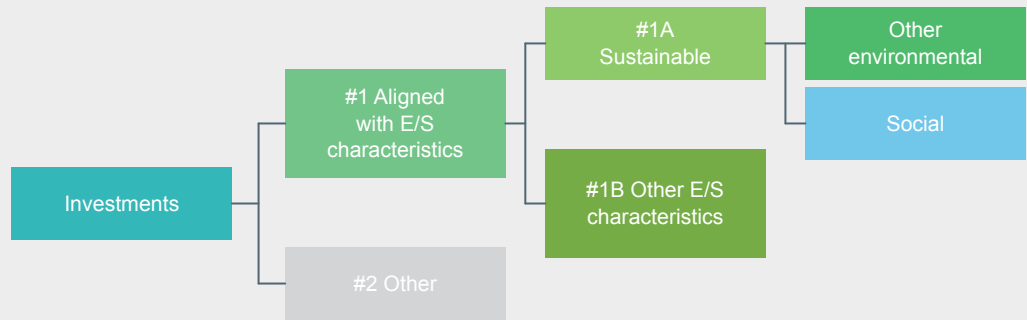 Investments
#1 Aligned
with E/S
characteristics
#2 Other
#1A
Sustainable
#1B Other E/S
characteristics
Other
environmental
Social